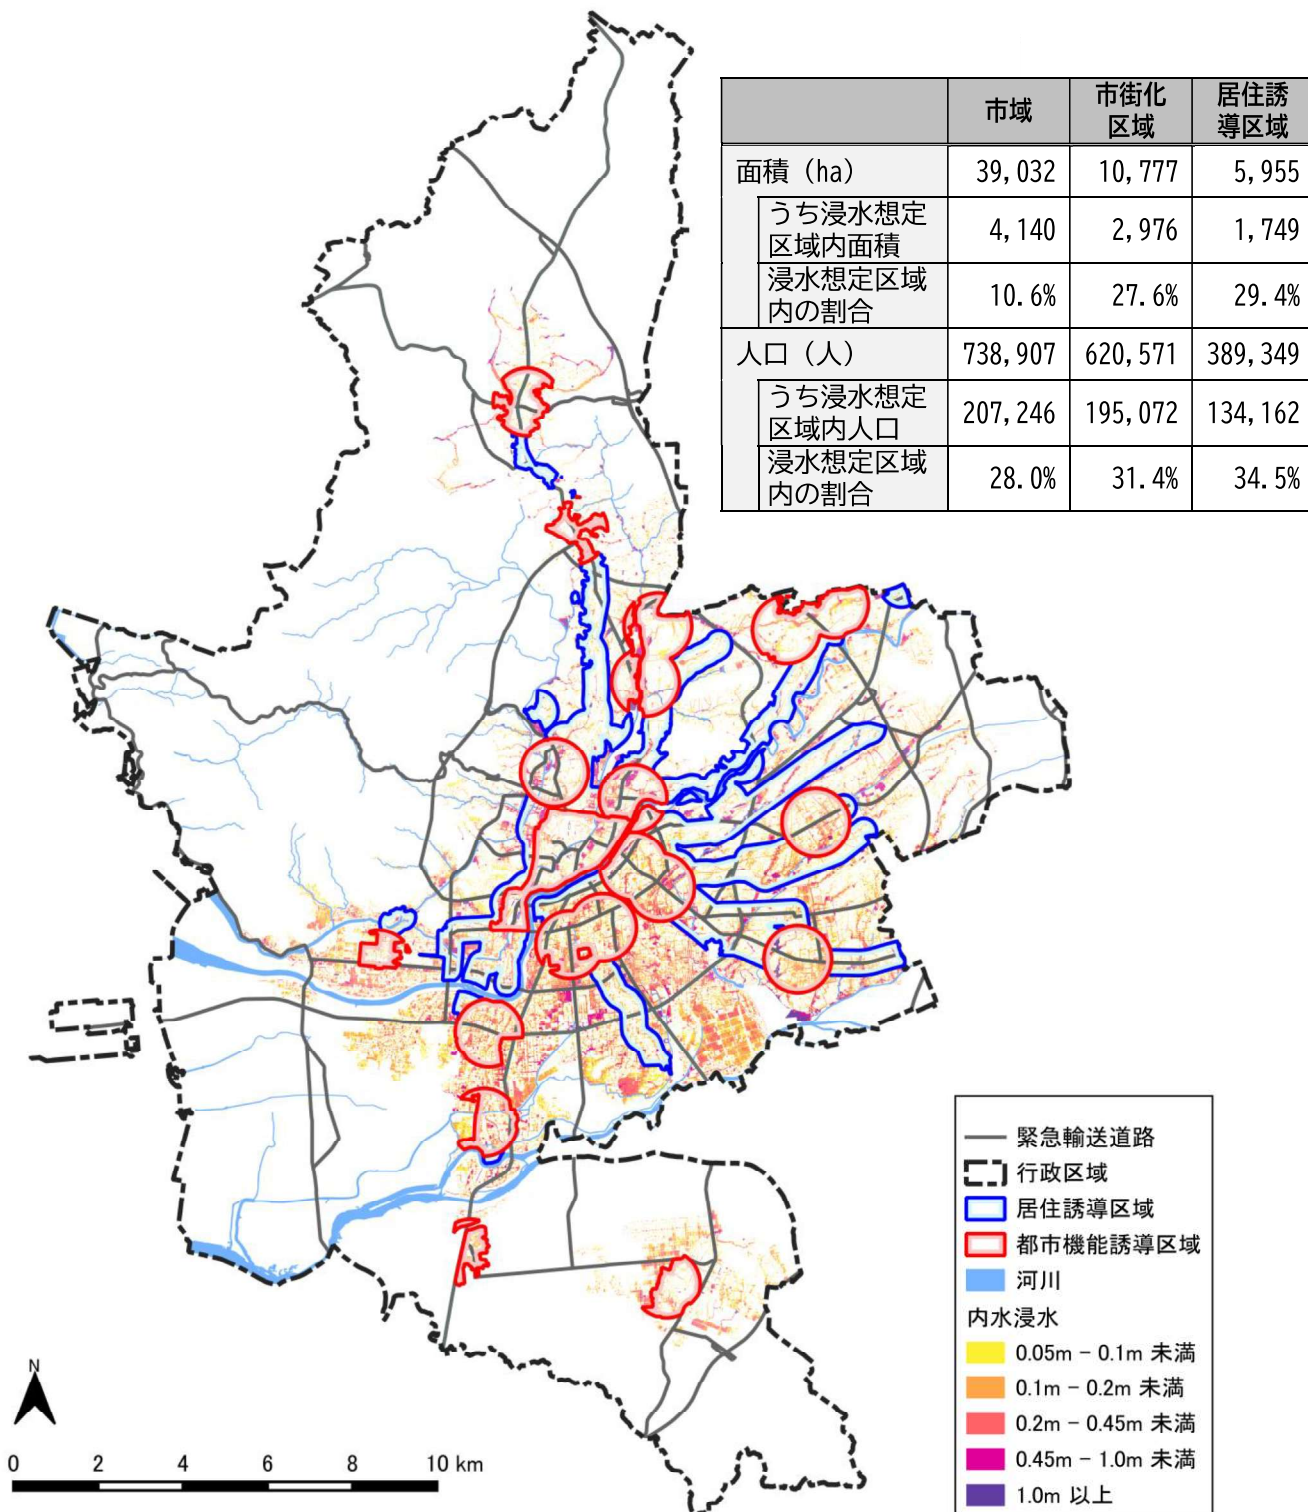 市域
市街化
区域
居住誘
導区域
面積（ha） 39,032 10,777 5,955
うち浸水想定
区域内面積 4,140 2,976 1,749
浸水想定区域
内の割合 10.6% 27.6% 29.4%
人口（人） 738,907 620,571 389,349
うち浸水想定
区域内人口 207,246 195,072 134,162
浸水想定区域
内の割合 28.0% 31.4% 34.5%
緊急輸送道路
行政区域
居住誘導区域
都市機能誘導区域
河川
内水浸水
0.05m − 0.1m 未満
0.1m − 0.2m 未満
0.2m − 0.45m 未満
0.45m − 1.0m 未満
1.0m 以上
N
0 2 4 6 8 10 km